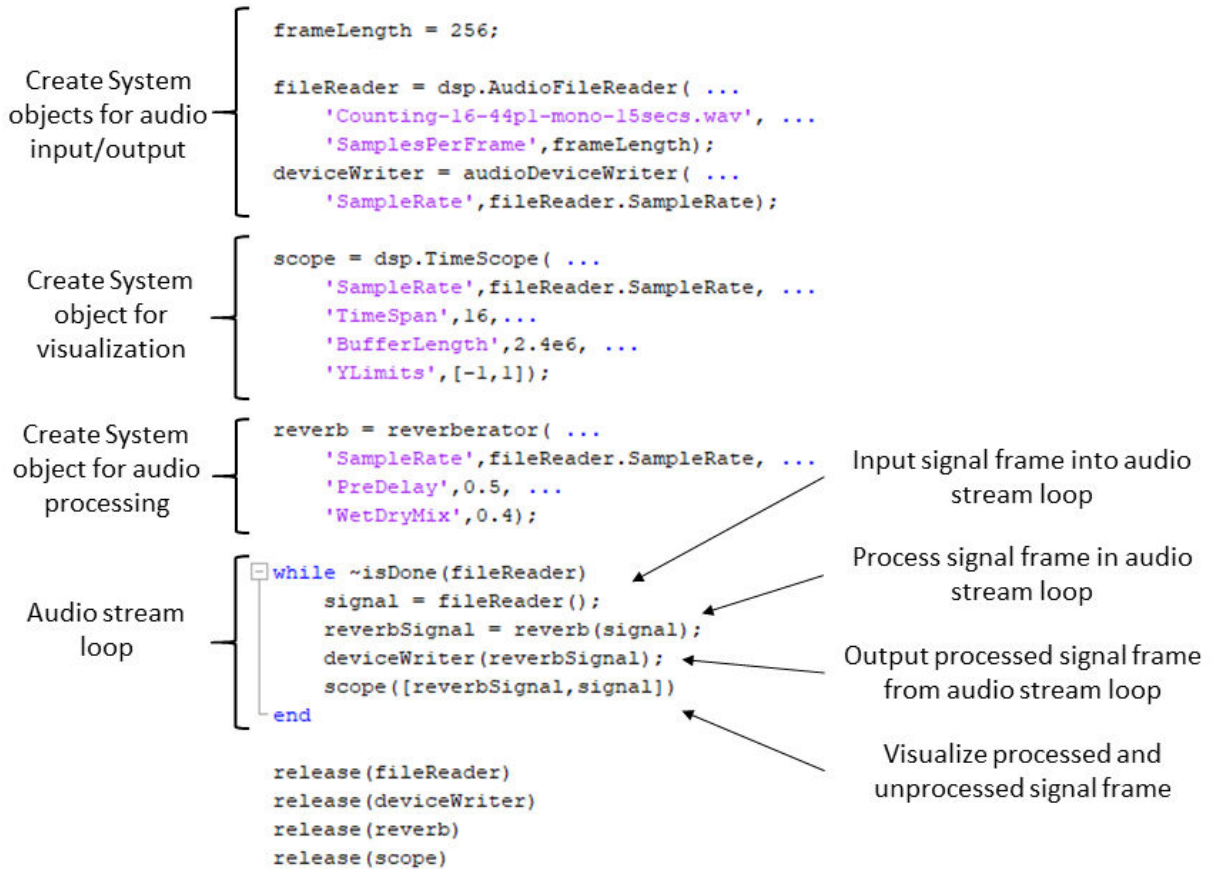 frameLength = 256;
Create System
objects for audio
input/output
fileReader = dsp.AudioFileReader( ...
'Counting-16-44p1-mono-15secs.wav', ...
'SamplesPerFrame',frameLength);
deviceWriter = audioDeviceWriter( ...
'SampleRate',fileReader.SampleRate);
Create System
object for
visualization
scope = dsp.TimeScope( ...
'SampleRate',fileReader.SampleRate, ...
'TimeSpan',16,...
'BufferLength',2.4e6, ...
'YLimits',[-1,1]);
Create System
object for audio
processing
reverb = reverberator( ...
'SampleRate',fileReader.SampleRate, ...
'PreDelay',0.5, ...
'WetDryMix',0.4);
Audio stream
loop
while ~isDone(fileReader)
signal = fileReader();
reverbSignal = reverb(signal);
deviceWriter(reverbSignal);
scope([reverbSignal,signal])
end
Input signal frame into audio
stream loop
Process signal frame in audio
stream loop
Output processed signal frame
from audio stream loop
Visualize processed and
unprocessed signal frame
release(fileReader)
release(deviceWriter)
release(reverb)
release(scope)